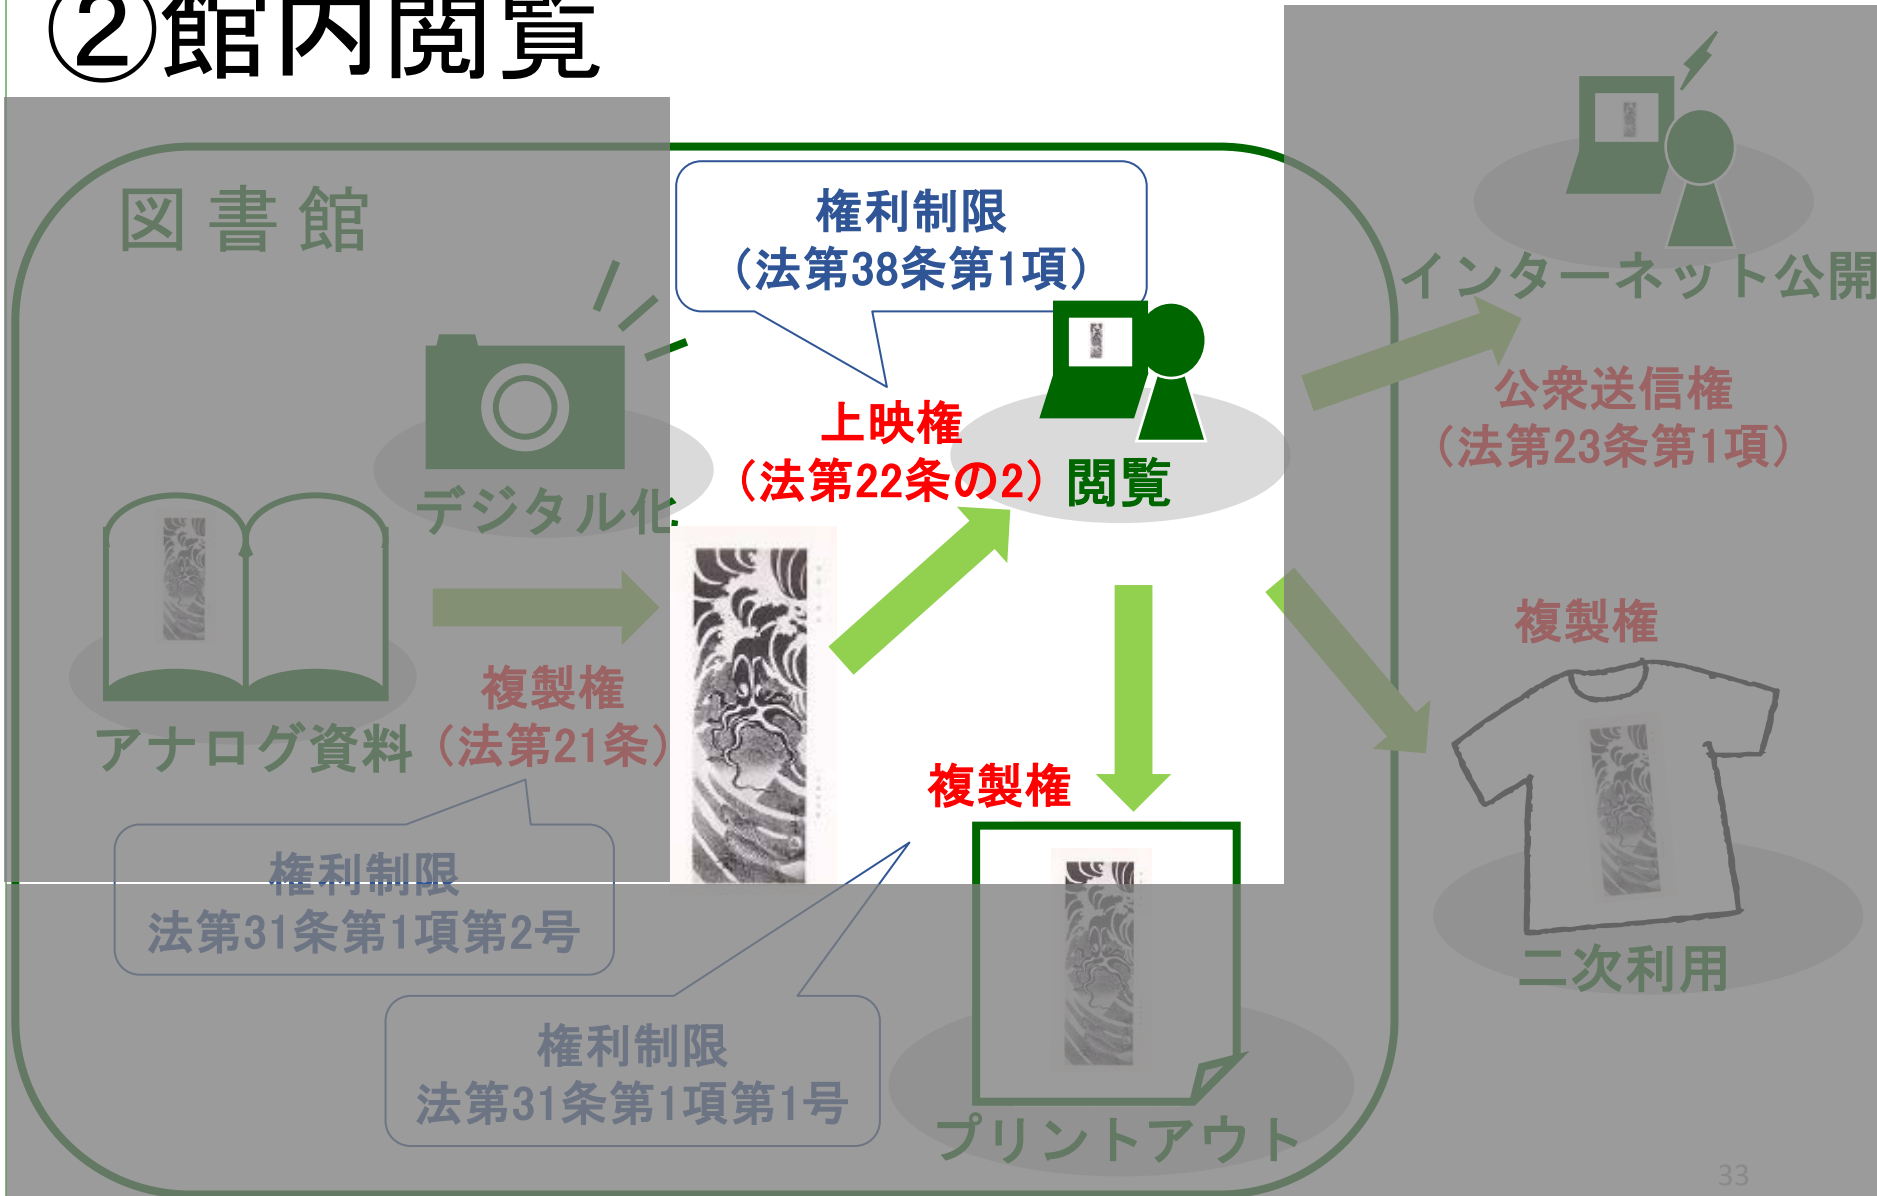 ②館内閲覧
図書館
権利制限
（法第38条第1項）
インターネット公開
公衆送信権
（法第23条第1項）
上映権
（法第22条の2）
閲覧
デジタル化
複製権
（法第21条）
アナログ資料
複製権
複製権
権利制限
法第31条第1項第2号
二次利用
権利制限
法第31条第1項第1号
プリントアウト
33